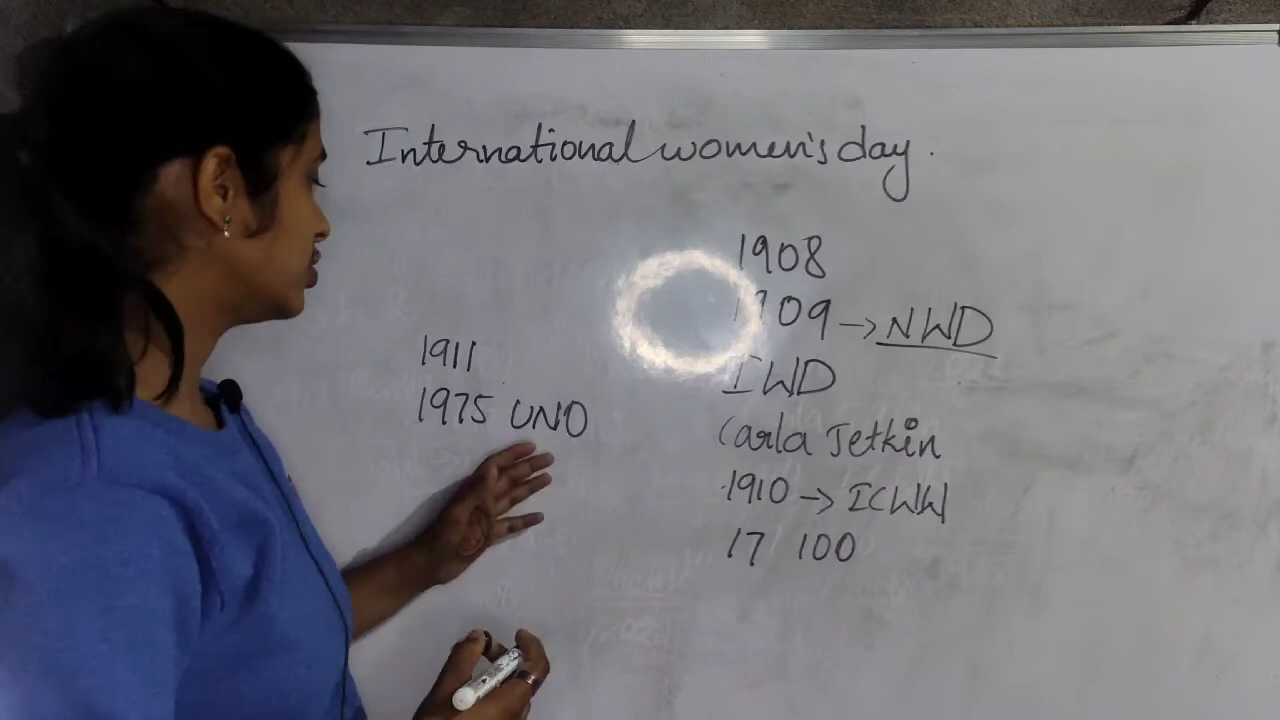 International women's day.
1908
1909 → NWD
IWD
Carla Jetkin
1910 → ICWW
17 100
1911
1975 UNO